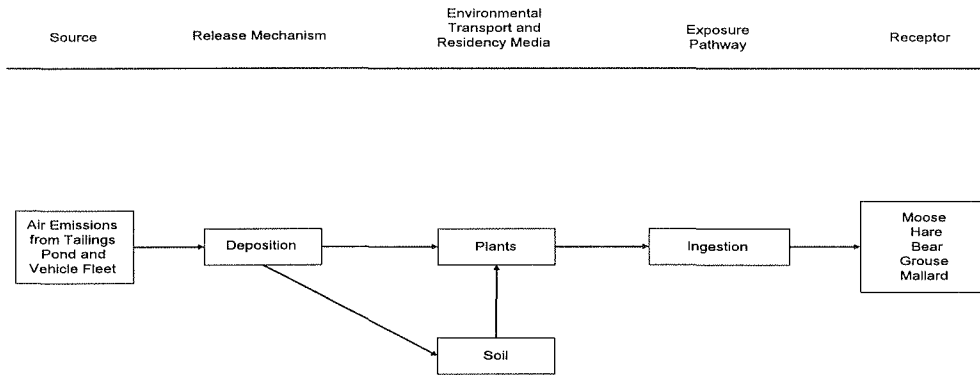 Source
Release Mechanism
Environmental
Transport and
Residency Media
Exposure
Pathway
Receptor
Air Emissions
from Tailings
Pond and
Vehicle Fleet
Deposition
Plants
Ingestion
Moose
Hare
Bear
Grouse
Mallard
Soil